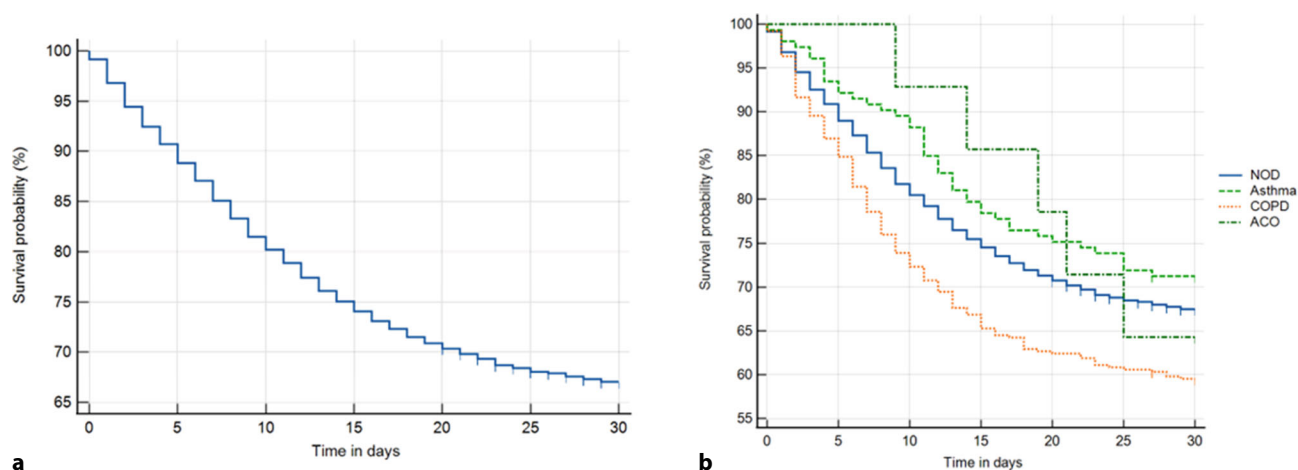 100
95
90
85
80
75
70
65
0 5 10 15 20 25 30
Survival probability (%)
Time in days
a
100
95
90
85
80
75
70
65
60
55
0 5 10 15 20 25 30
Survival probability (%)
Time in days
NOD
Asthma
COPD
ACO
b